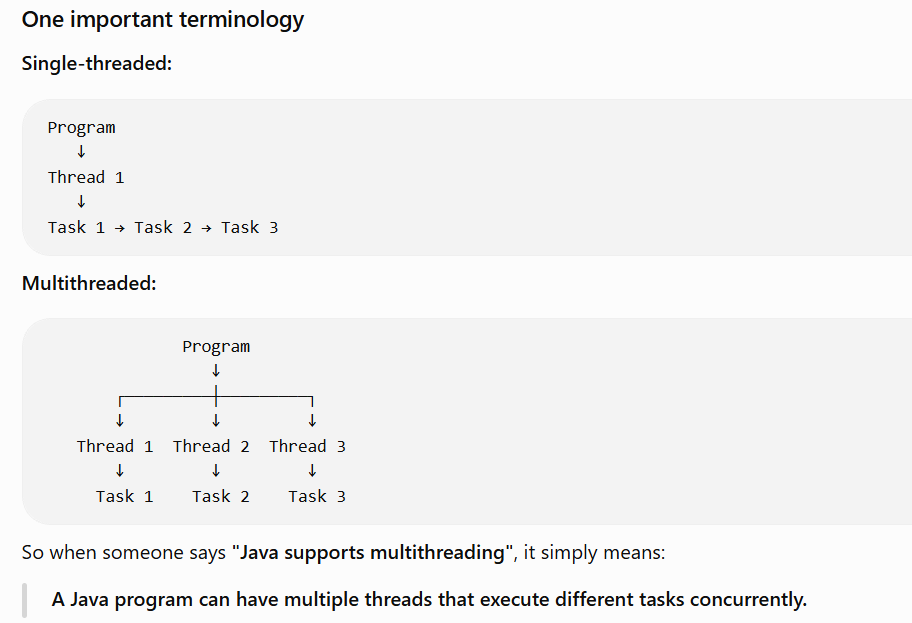 One important terminology
Single-threaded:
Program
↓
Thread 1
↓
Task 1 → Task 2 → Task 3
Multithreaded:
Program
↓
┌─────────┼─────────┐
↓ ↓ ↓
Thread 1 Thread 2 Thread 3
↓ ↓ ↓
Task 1 Task 2 Task 3
So when someone says "Java supports multithreading", it simply means:
A Java program can have multiple threads that execute different tasks concurrently.